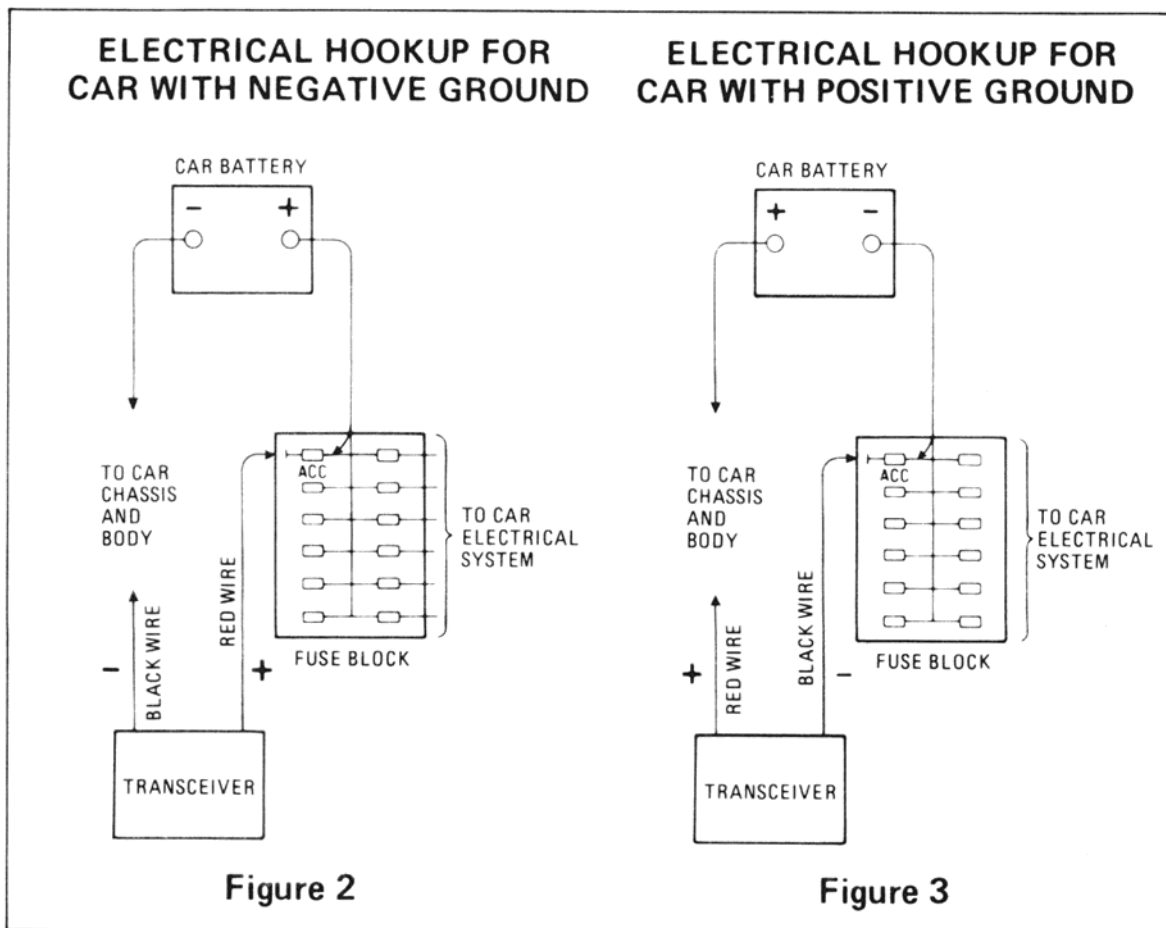 ELECTRICAL HOOKUP FOR
CAR WITH NEGATIVE GROUND
CAR BATTERY
- +
TO CAR
CHASSIS
AND
BODY
ACC
TO CAR
ELECTRICAL
SYSTEM
FUSE BLOCK
- BLACK WIRE
RED WIRE +
TRANSCEIVER
Figure 2
ELECTRICAL HOOKUP FOR
CAR WITH POSITIVE GROUND
CAR BATTERY
+ -
TO CAR
CHASSIS
AND
BODY
ACC
TO CAR
ELECTRICAL
SYSTEM
FUSE BLOCK
+ RED WIRE
BLACK WIRE -
TRANSCEIVER
Figure 3